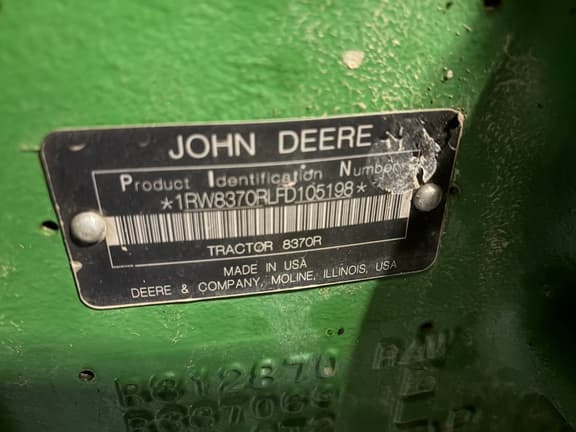 JOHN DEERE
Product Identification Number
*1RW8370RLFD105198*
TRACTOR 8370R
MADE IN USA
DEERE & COMPANY, MOLINE, ILLINOIS, USA